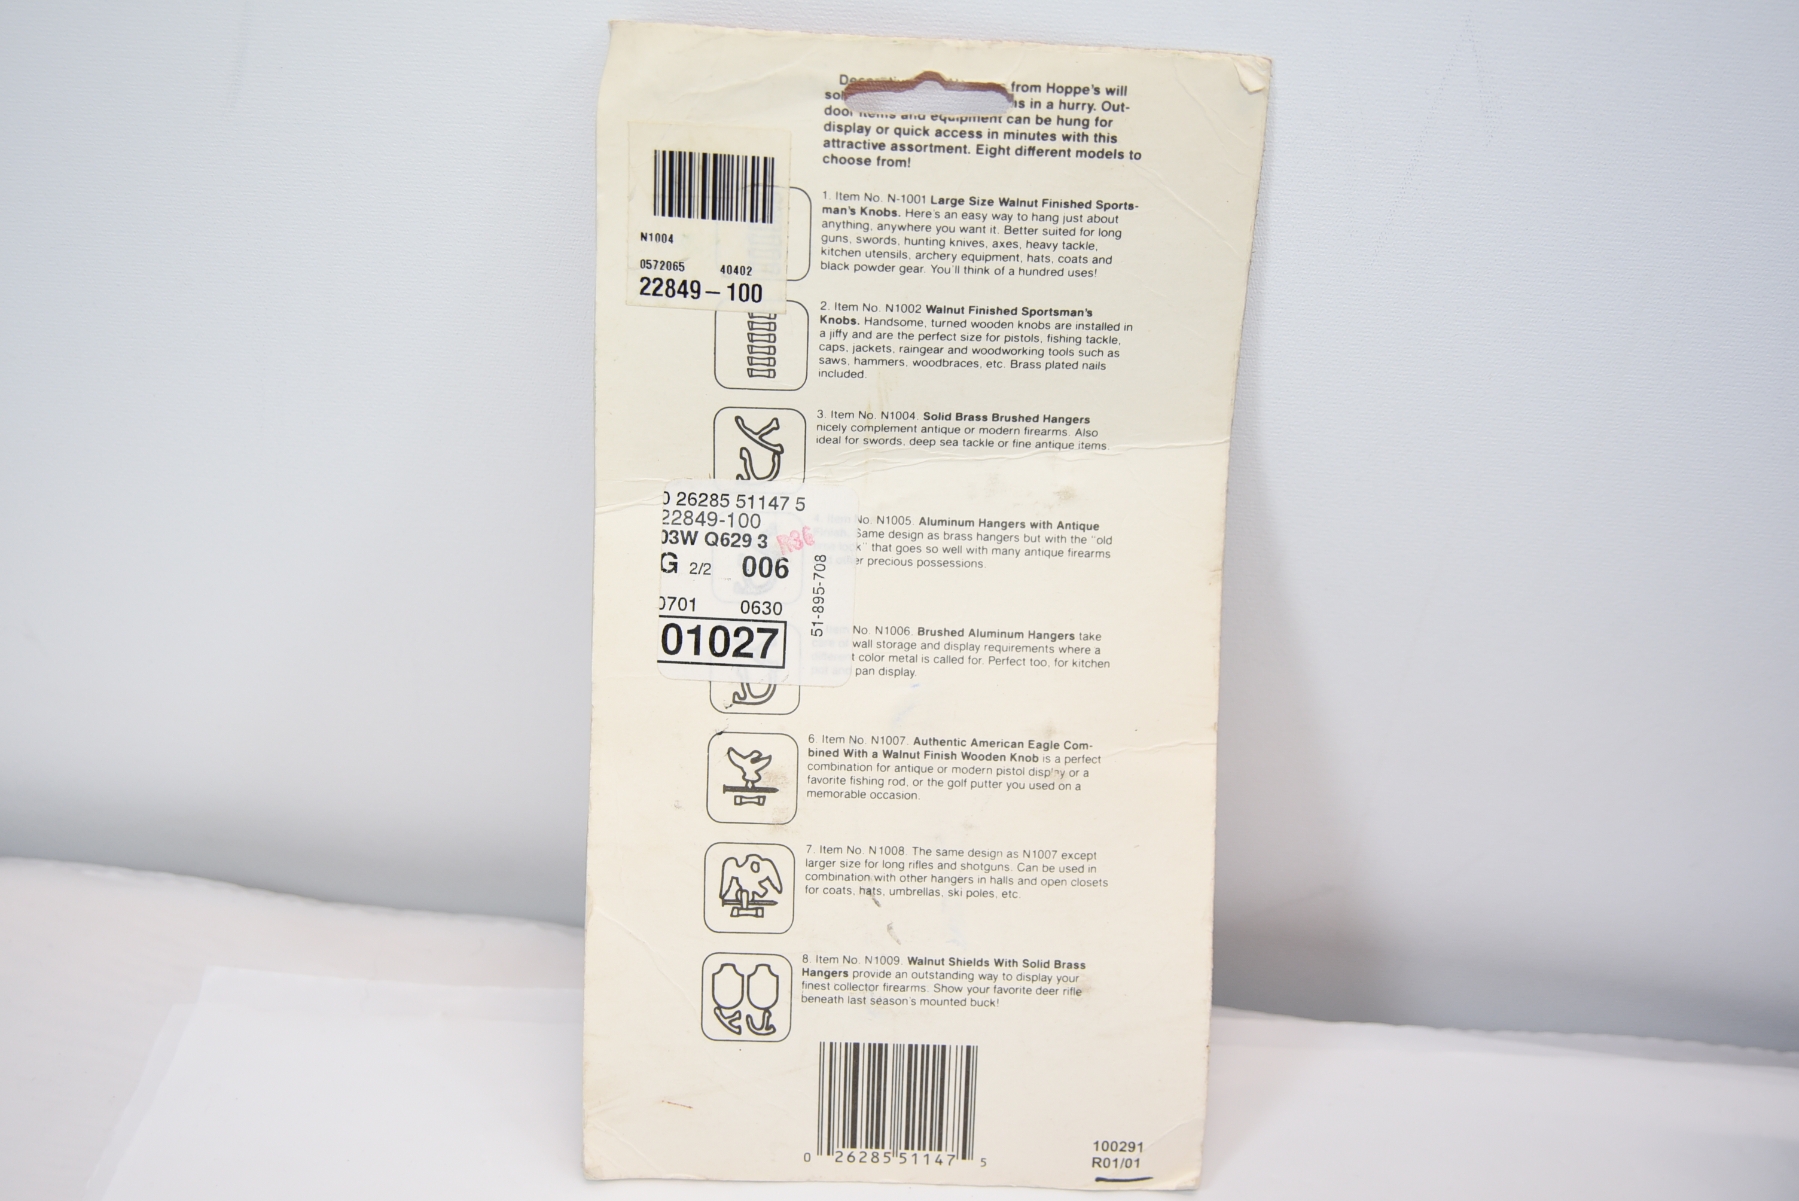 from Hoppe's will
in a hurry. Out-
door items and equipment can be hung for
display or quick access in minutes with this
attractive assortment. Eight different models to
choose from!
N1004
0572065 40402
22849-100
1. Item No. N-1001 Large Size Walnut Finished Sports-
man's Knobs. Here's an easy way to hang just about
anything, anywhere you want it. Better suited for long
guns, swords, hunting knives, axes, heavy tackle,
kitchen utensils, archery equipment, hats, coats and
black powder gear. You'll think of a hundred uses!
2. Item No. N1002 Walnut Finished Sportsman's
Knobs. Handsome, turned wooden knobs are installed in
a jiffy and are the perfect size for pistols, fishing tackle,
caps, jackets, raingear and woodworking tools such as
saws, hammers, woodbraces, etc. Brass plated nails
included.
3. Item No. N1004. Solid Brass Brushed Hangers
nicely complement antique or modern firearms. Also
ideal for swords, deep sea tackle or fine antique items.
0 26285 51147 5
22849-100
03W Q629 3
R36
G 2/2 006
0701 0630
01027
51-895-708
No. N1005. Aluminum Hangers with Antique
Same design as brass hangers but with the "old
" that goes so well with many antique firearms
precious possessions.
No. N1006. Brushed Aluminum Hangers take
wall storage and display requirements where a
color metal is called for. Perfect too, for kitchen
pan display.
6. Item No. N1007. Authentic American Eagle Com-
bined With a Walnut Finish Wooden Knob is a perfect
combination for antique or modern pistol display or a
favorite fishing rod, or the golf putter you used on a
memorable occasion.
7. Item No. N1008. The same design as N1007 except
larger size for long rifles and shotguns. Can be used in
combination with other hangers in halls and open closets
for coats, hats, umbrellas, ski poles, etc.
8. Item No. N1009. Walnut Shields With Solid Brass
Hangers provide an outstanding way to display your
finest collector firearms. Show your favorite deer rifle
beneath last season's mounted buck!
0 26285 51147 5
100291
R01/01